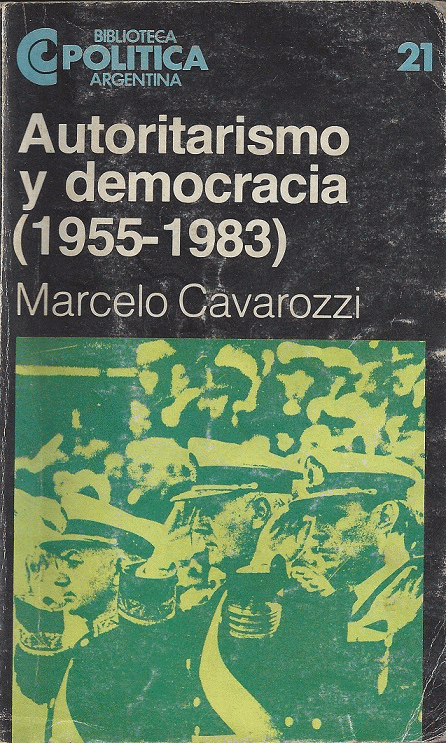 BIBLIOTECA
POLITICA
ARGENTINA
21
Autoritarismo
y democracia
(1955-1983)
Marcelo Cavarozzi